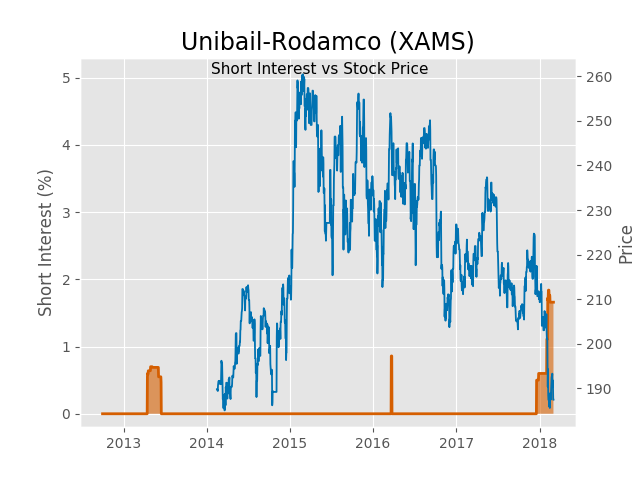 Unibail-Rodamco (XAMS)
Short Interest vs Stock Price
Short Interest (%)
5
4
3
2
1
0
260
250
240
230
220
210
200
190
Price
2013 2014 2015 2016 2017 2018